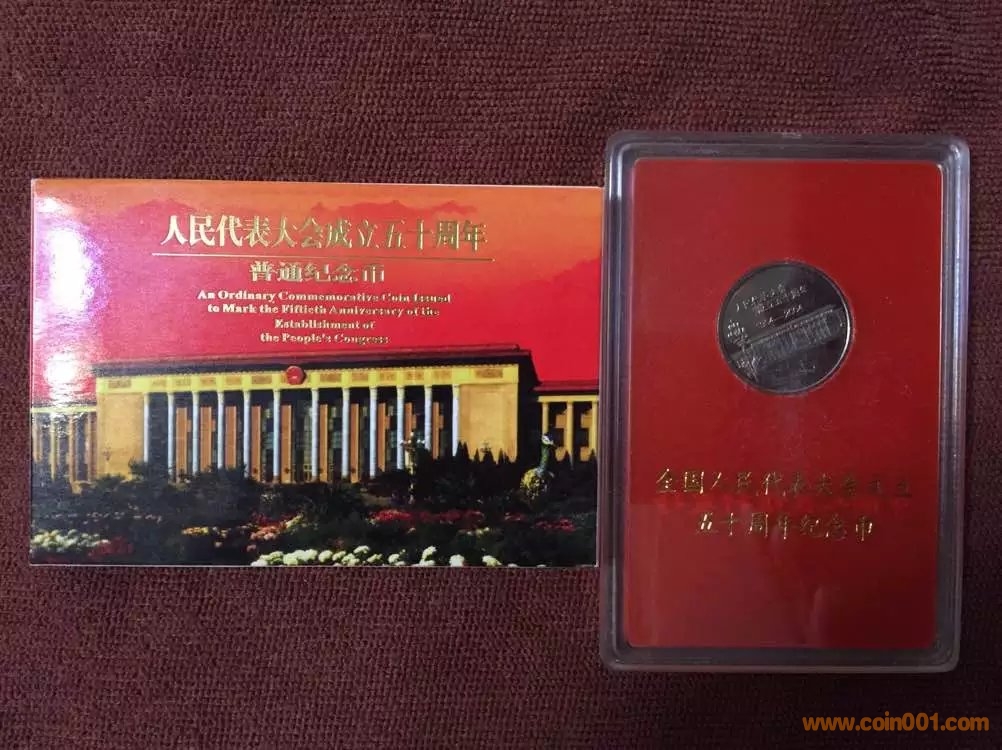 人民代表大会成立五十周年
普通纪念币
An Ordinary Commemorative Coin Issued
to Mark the Fiftieth Anniversary of the
Establishment of
the People's Congress
全国人民代表大会成立
五十周年纪念币
www.coin001.com